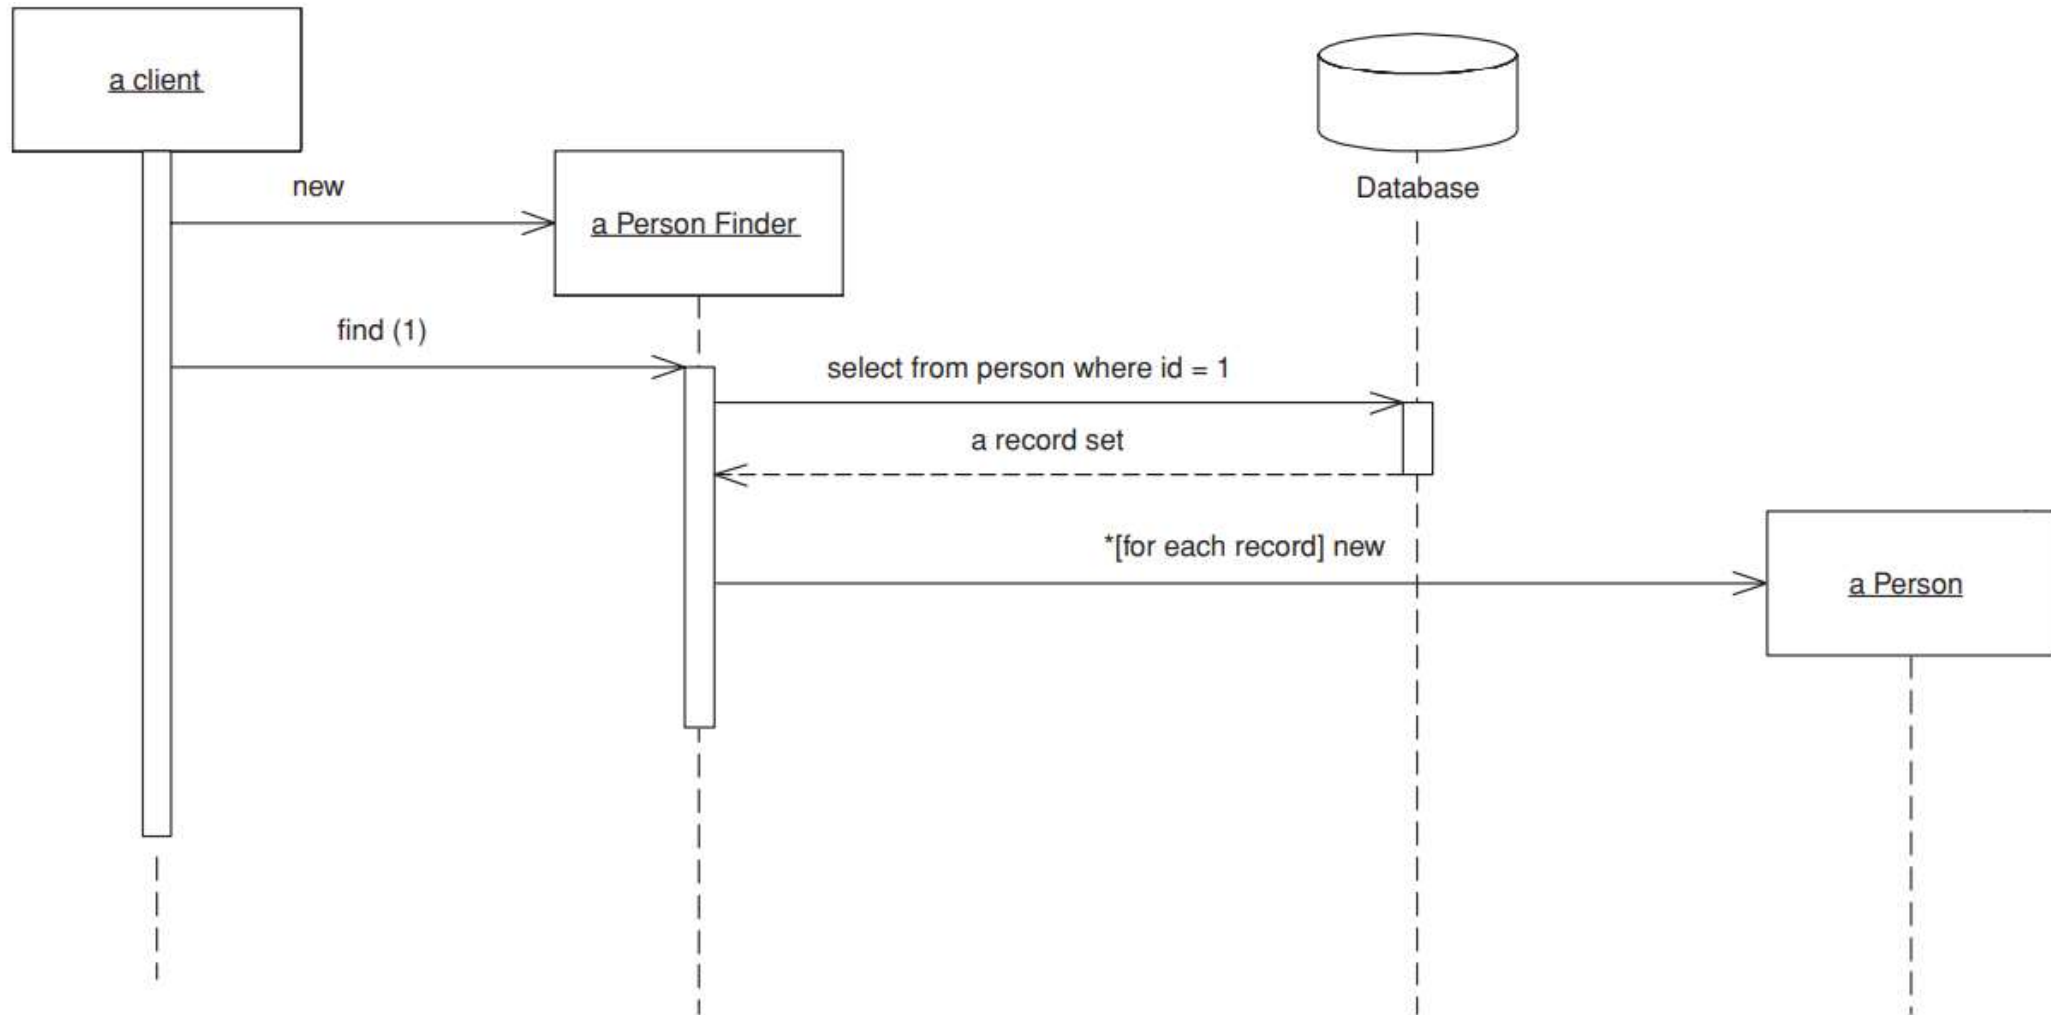 a client
new
a Person Finder
Database
find (1)
select from person where id = 1
a record set
*[for each record] new
a Person